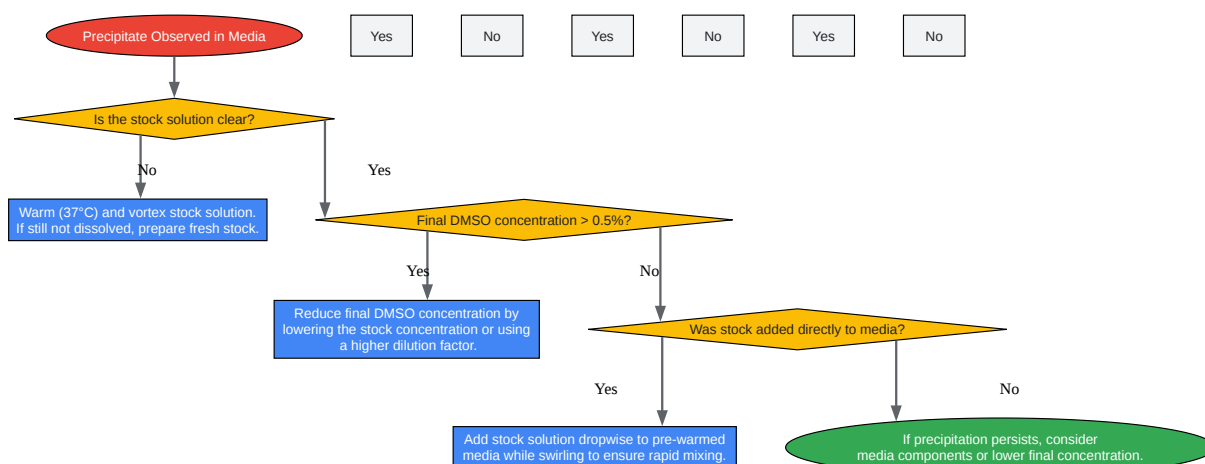 Precipitate Observed in Media
Yes
No
Yes
No
Yes
No
Is the stock solution clear?
No
Yes
Warm (37°C) and vortex stock solution.
If still not dissolved, prepare fresh stock.
Final DMSO concentration > 0.5%?
Yes
No
Reduce final DMSO concentration by
lowering the stock concentration or using
a higher dilution factor.
Was stock added directly to media?
Yes
No
Add stock solution dropwise to pre-warmed
media while swirling to ensure rapid mixing.
If precipitation persists, consider
media components or lower final concentration.